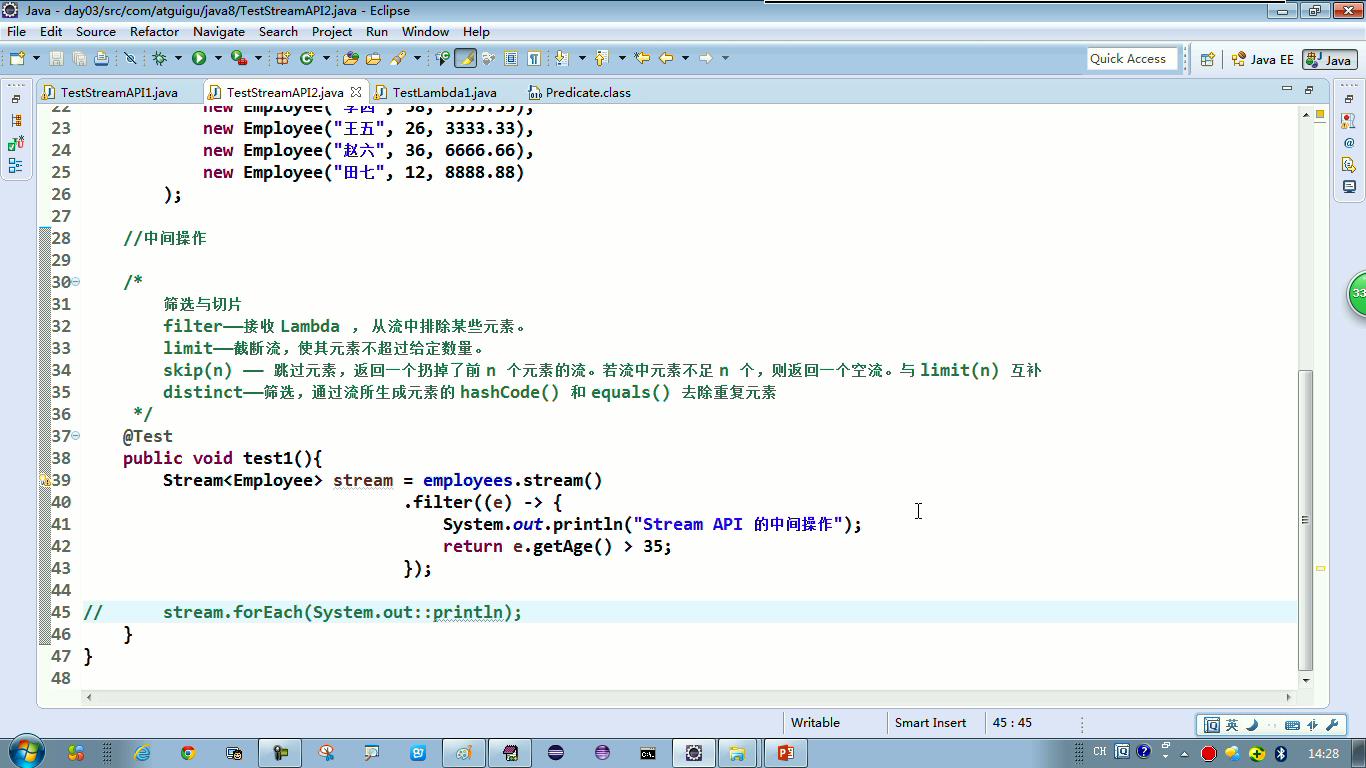 Java - day03/src/com/atguigu/java8/TestStreamAPI2.java - Eclipse
File Edit Source Refactor Navigate Search Project Run Window Help
Quick Access Java EE Java
TestStreamAPI1.java TestStreamAPI2.java TestLambda1.java Predicate.class
22 new Employee("李四", 58, 5555.55),
23 new Employee("王五", 26, 3333.33),
24 new Employee("赵六", 36, 6666.66),
25 new Employee("田七", 12, 8888.88)
26 );
27
28 //中间操作
29
30 /*
31 筛选与切片
32 filter——接收 Lambda ， 从流中排除某些元素。
33 limit——截断流，使其元素不超过给定数量。
34 skip(n) —— 跳过元素，返回一个扔掉了前 n 个元素的流。若流中元素不足 n 个，则返回一个空流。与 limit(n) 互补
35 distinct——筛选，通过流所生成元素的 hashCode() 和 equals() 去除重复元素
36 */
37 @Test
38 public void test1(){
39 Stream<Employee> stream = employees.stream()
40 .filter((e) -> {
41 System.out.println("Stream API 的中间操作");
42 return e.getAge() > 35;
43 });
44
45 // stream.forEach(System.out::println);
46 }
47 }
48
33
Writable Smart Insert 45 : 45
英
CH 14:28